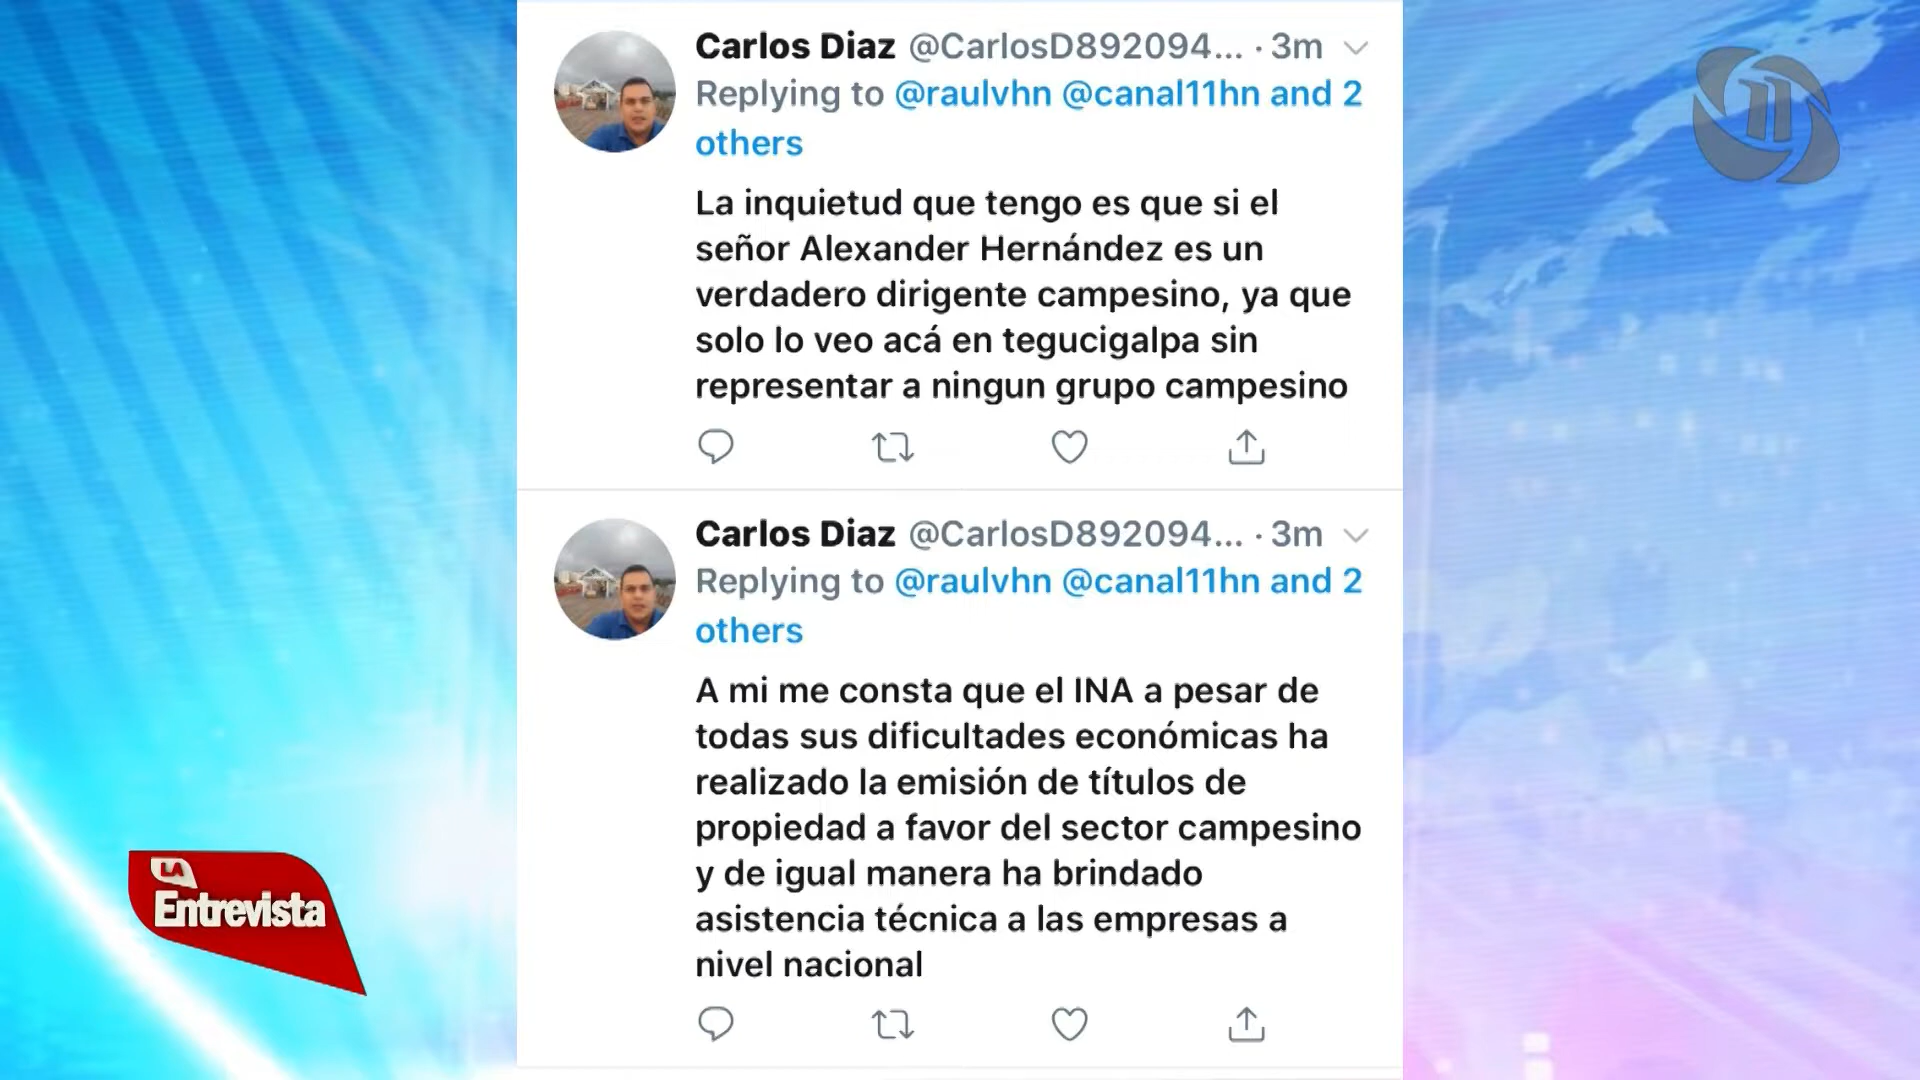 Carlos Diaz @CarlosD892094... · 3m
Replying to @raulvhn @canal11hn and 2
others
La inquietud que tengo es que si el
señor Alexander Hernández es un
verdadero dirigente campesino, ya que
solo lo veo acá en tegucigalpa sin
representar a ningun grupo campesino
Carlos Diaz @CarlosD892094... · 3m
Replying to @raulvhn @canal11hn and 2
others
A mi me consta que el INA a pesar de
todas sus dificultades económicas ha
realizado la emisión de títulos de
propiedad a favor del sector campesino
y de igual manera ha brindado
asistencia técnica a las empresas a
nivel nacional
LA
Entrevista
11